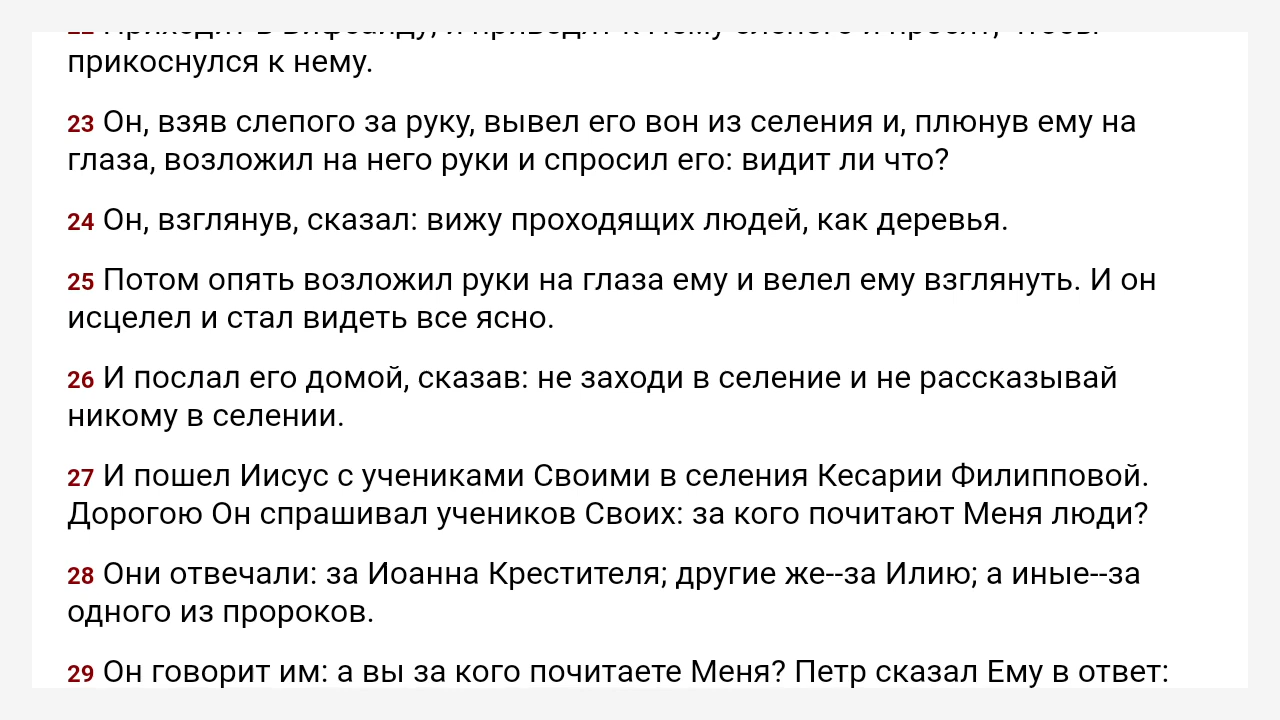 прикоснулся к нему.
23 Он, взяв слепого за руку, вывел его вон из селения и, плюнув ему на
глаза, возложил на него руки и спросил его: видит ли что?
24 Он, взглянув, сказал: вижу проходящих людей, как деревья.
25 Потом опять возложил руки на глаза ему и велел ему взглянуть. И он
исцелел и стал видеть все ясно.
26 И послал его домой, сказав: не заходи в селение и не рассказывай
никому в селении.
27 И пошел Иисус с учениками Своими в селения Кесарии Филипповой.
Дорогою Он спрашивал учеников Своих: за кого почитают Меня люди?
28 Они отвечали: за Иоанна Крестителя; другие же--за Илию; а иные--за
одного из пророков.
29 Он говорит им: а вы за кого почитаете Меня? Петр сказал Ему в ответ: